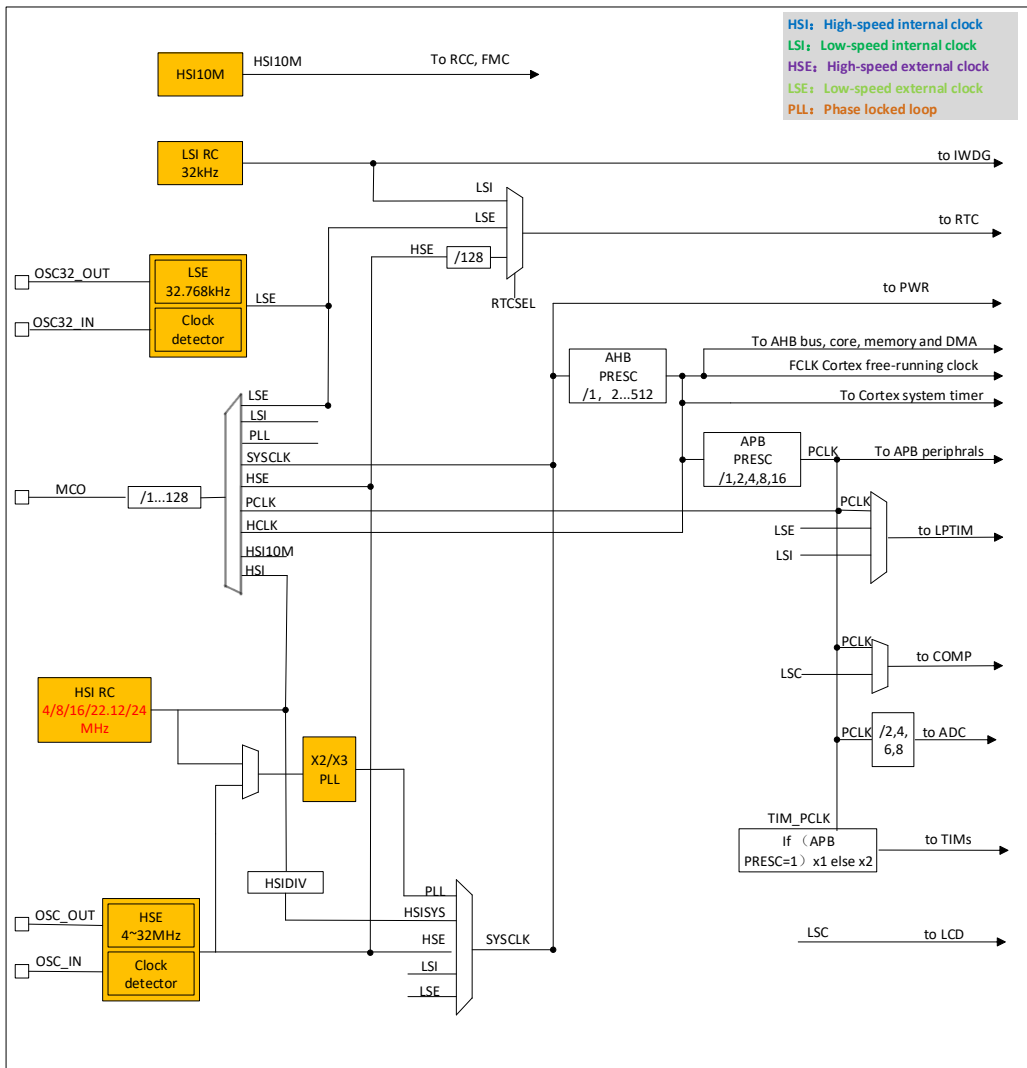 HSI：High-speed internal clock
LSI：Low-speed internal clock
HSE：High-speed external clock
LSE：Low-speed external clock
PLL：Phase locked loop
HSI10M
HSI10M
To RCC, FMC
LSI RC
32kHz
to IWDG
LSI
LSE
to RTC
HSE
/128
RTCSEL
OSC32_OUT
LSE
32.768kHz
LSE
OSC32_IN
Clock
detector
to PWR
To AHB bus, core, memory and DMA
AHB
PRESC
/1，2...512
FCLK Cortex free-running clock
To Cortex system timer
LSE
LSI
PLL
SYSCLK
HSE
PCLK
HCLK
HSI10M
HSI
MCO
/1...128
APB
PRESC
/1,2,4,8,16
PCLK
To APB periphrals
PCLK
LSE
LSI
to LPTIM
PCLK
LSC
to COMP
HSI RC
4/8/16/22.12/24
MHz
X2/X3
PLL
PCLK
/2,4,
6,8
to ADC
TIM_PCLK
If （APB
PRESC=1）x1 else x2
to TIMs
HSIDIV
PLL
HSISYS
HSE
LSI
LSE
SYSCLK
OSC_OUT
HSE
4~32MHz
OSC_IN
Clock
detector
LSC
to LCD